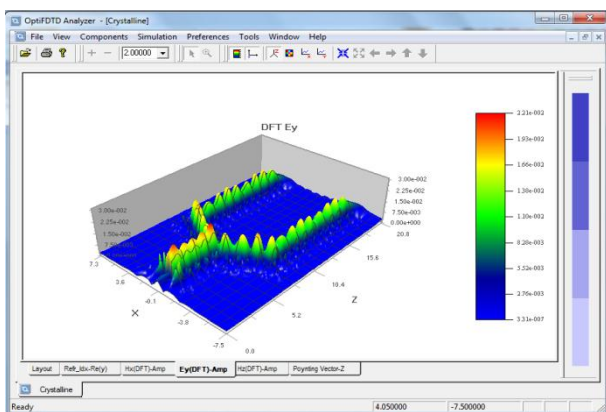 OptiFDTD Analyzer - [Crystalline]
File View Components Simulation Preferences Tools Window Help
2.00000
DFT Ey
2.21e-002
1.93e-002
1.66e-002
1.38e-002
1.10e-002
8.28e-003
5.52e-003
2.76e-003
3.31e-007
3.00e-002
2.25e-002
1.50e-002
7.50e-003
0.00e+000
3.00e-002
2.25e-002
1.50e-002
20.8
15.6
10.4
5.2
0.0
Z
7.3
3.6
-0.1
-3.8
-7.5
X
Layout Refr_Idx-Re(y) Hx(DFT)-Amp Ey(DFT)-Amp Hz(DFT)-Amp Poynting Vector-Z
Crystalline
Ready 4.050000 -7.500000